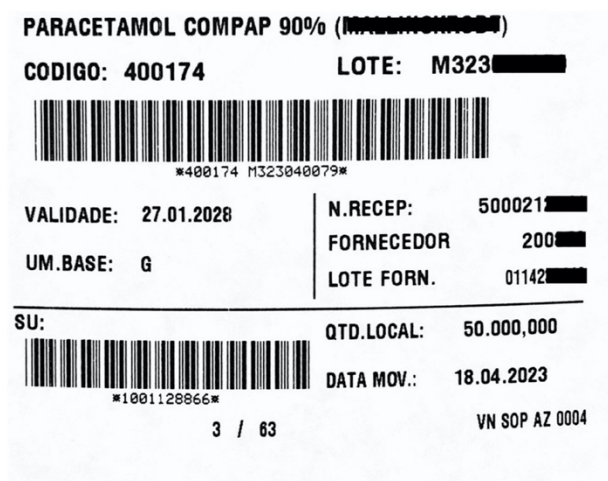 PARACETAMOL COMPAP 90% ()
CODIGO: 400174 LOTE: M323
*400174 M323040079*
VALIDADE: 27.01.2028
UM.BASE: G
N.RECEP: 500021
FORNECEDOR 200
LOTE FORN. 01142
SU:
*1001128866*
3 / 63
QTD.LOCAL: 50.000,000
DATA MOV.: 18.04.2023
VN SOP AZ 0004